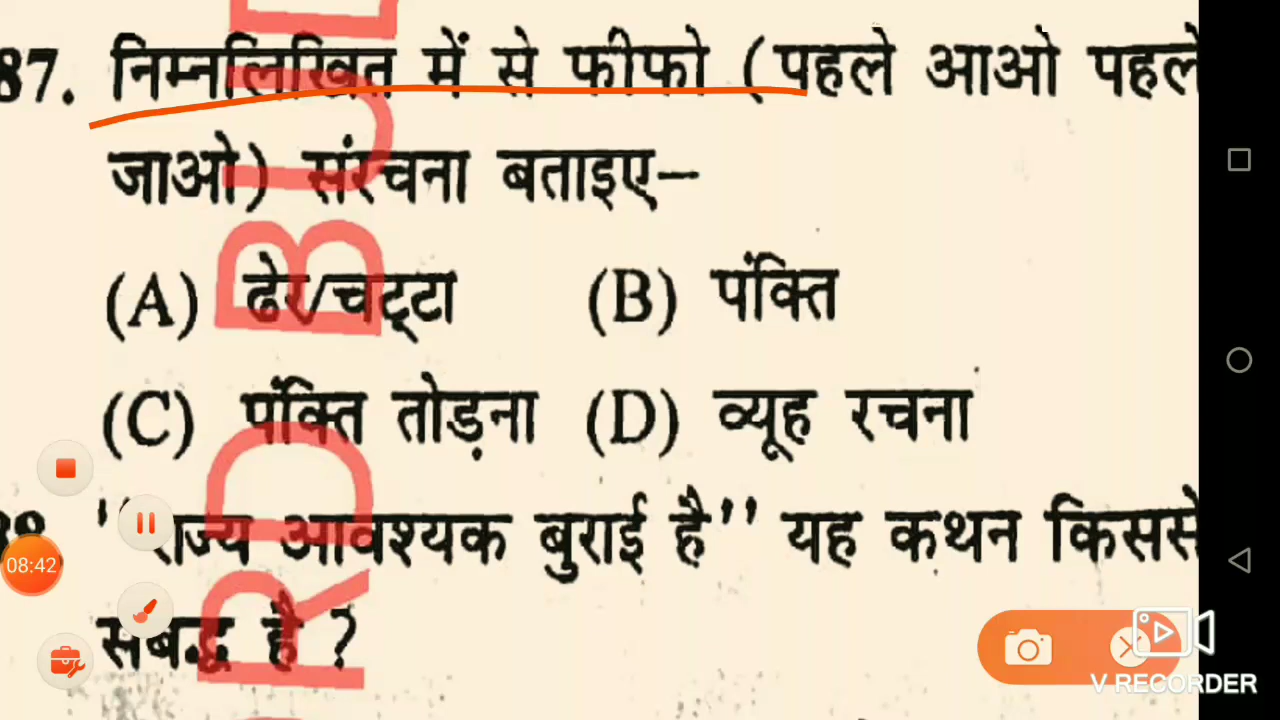 87. निम्नलिखित में से फीफो (पहले आओ पहले
जाओ) संरचना बताइए–
(A) ढेर/चट्टा (B) पंक्ति
(C) पंक्ति तोड़ना (D) व्यूह रचना
''राज्य आवश्यक बुराई है'' यह कथन किससे
संबद्ध है ?
08:42
V RECORDER